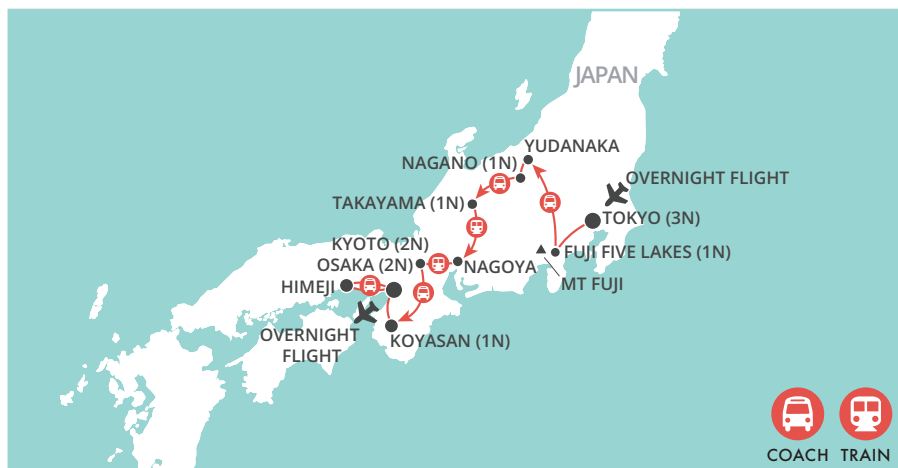 JAPAN
YUDANAKA
NAGANO (1N)
OVERNIGHT FLIGHT
TAKAYAMA (1N)
TOKYO (3N)
KYOTO (2N)
FUJI FIVE LAKES (1N)
OSAKA (2N)
NAGOYA
MT FUJI
HIMEJI
OVERNIGHT
FLIGHT
KOYASAN (1N)
COACH TRAIN